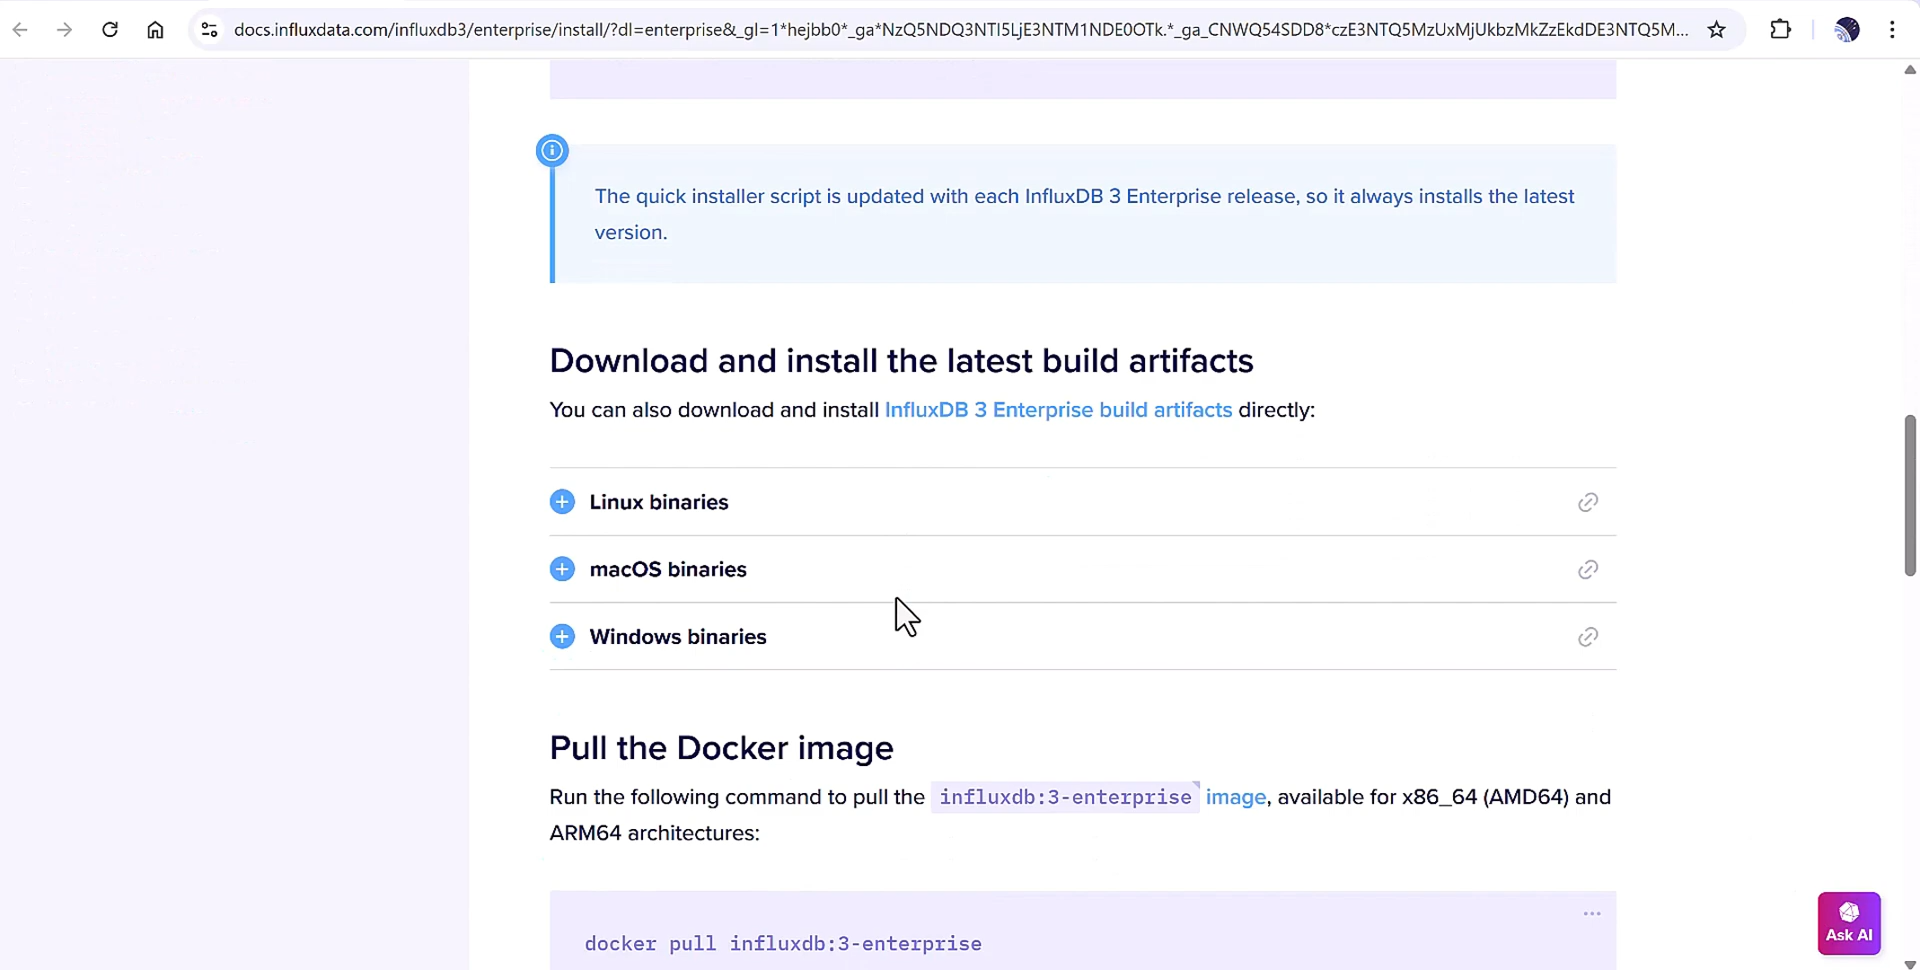 docs.influxdata.com/influxdb3/enterprise/install/?dl=enterprise&_gl=1*hejbb0*_ga*NzQ5NDQ3NTI5LjE3NTM1NDE0OTk.*_ga_CNWQ54SDD8*czE3NTQ5MzUxMjUkbzMkZzEkdDE3NTQ5M...
The quick installer script is updated with each InfluxDB 3 Enterprise release, so it always installs the latest
version.
Download and install the latest build artifacts
You can also download and install InfluxDB 3 Enterprise build artifacts directly:
Linux binaries
macOS binaries
Windows binaries
Pull the Docker image
Run the following command to pull the influxdb:3-enterprise image, available for x86_64 (AMD64) and
ARM64 architectures:
docker pull influxdb:3-enterprise
Ask AI